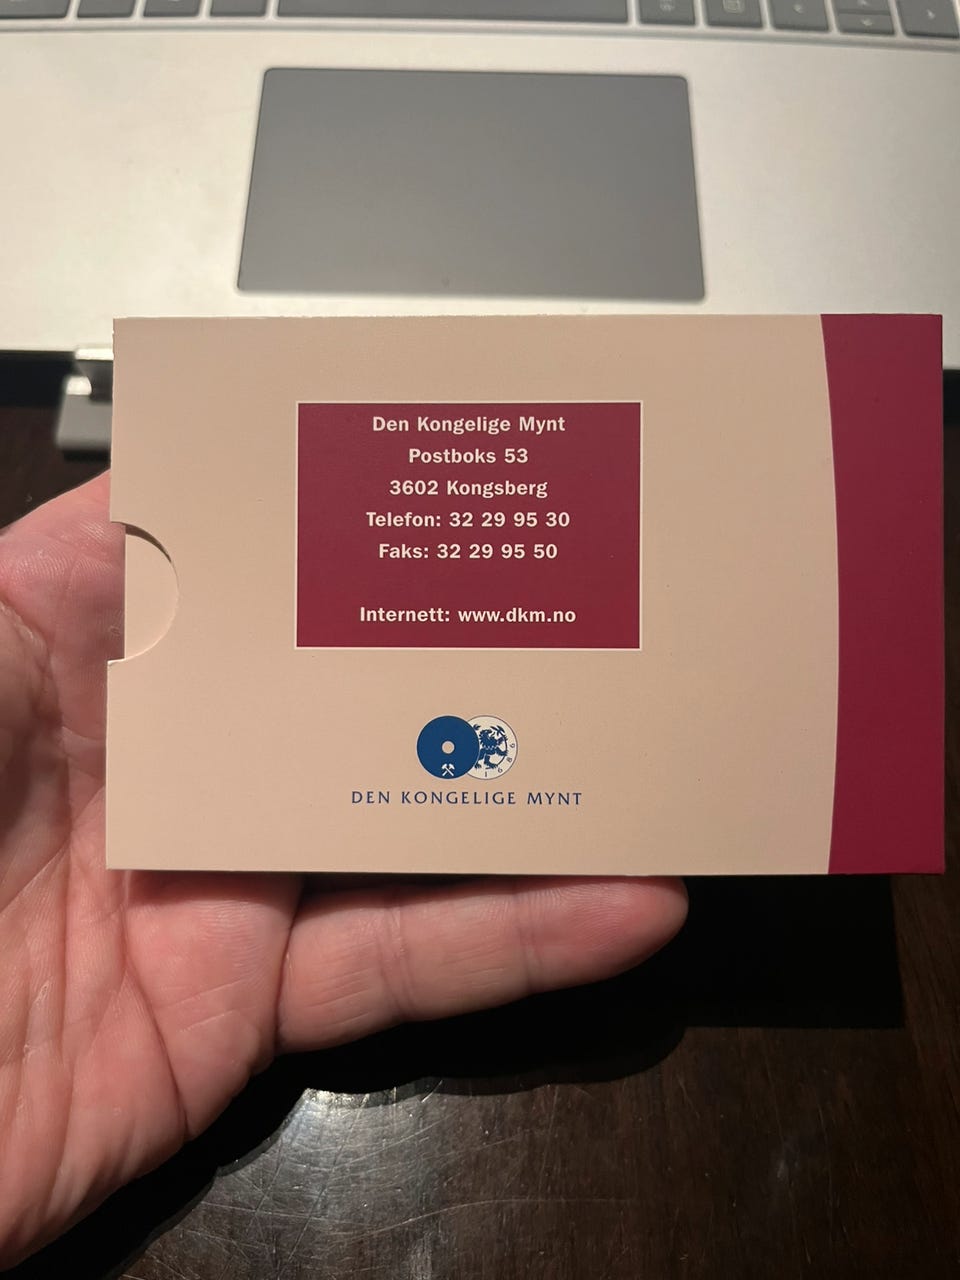 Den Kongelige Mynt
Postboks 53
3602 Kongsberg
Telefon: 32 29 95 30
Faks: 32 29 95 50
Internett: www.dkm.no
1686
DEN KONGELIGE MYNT